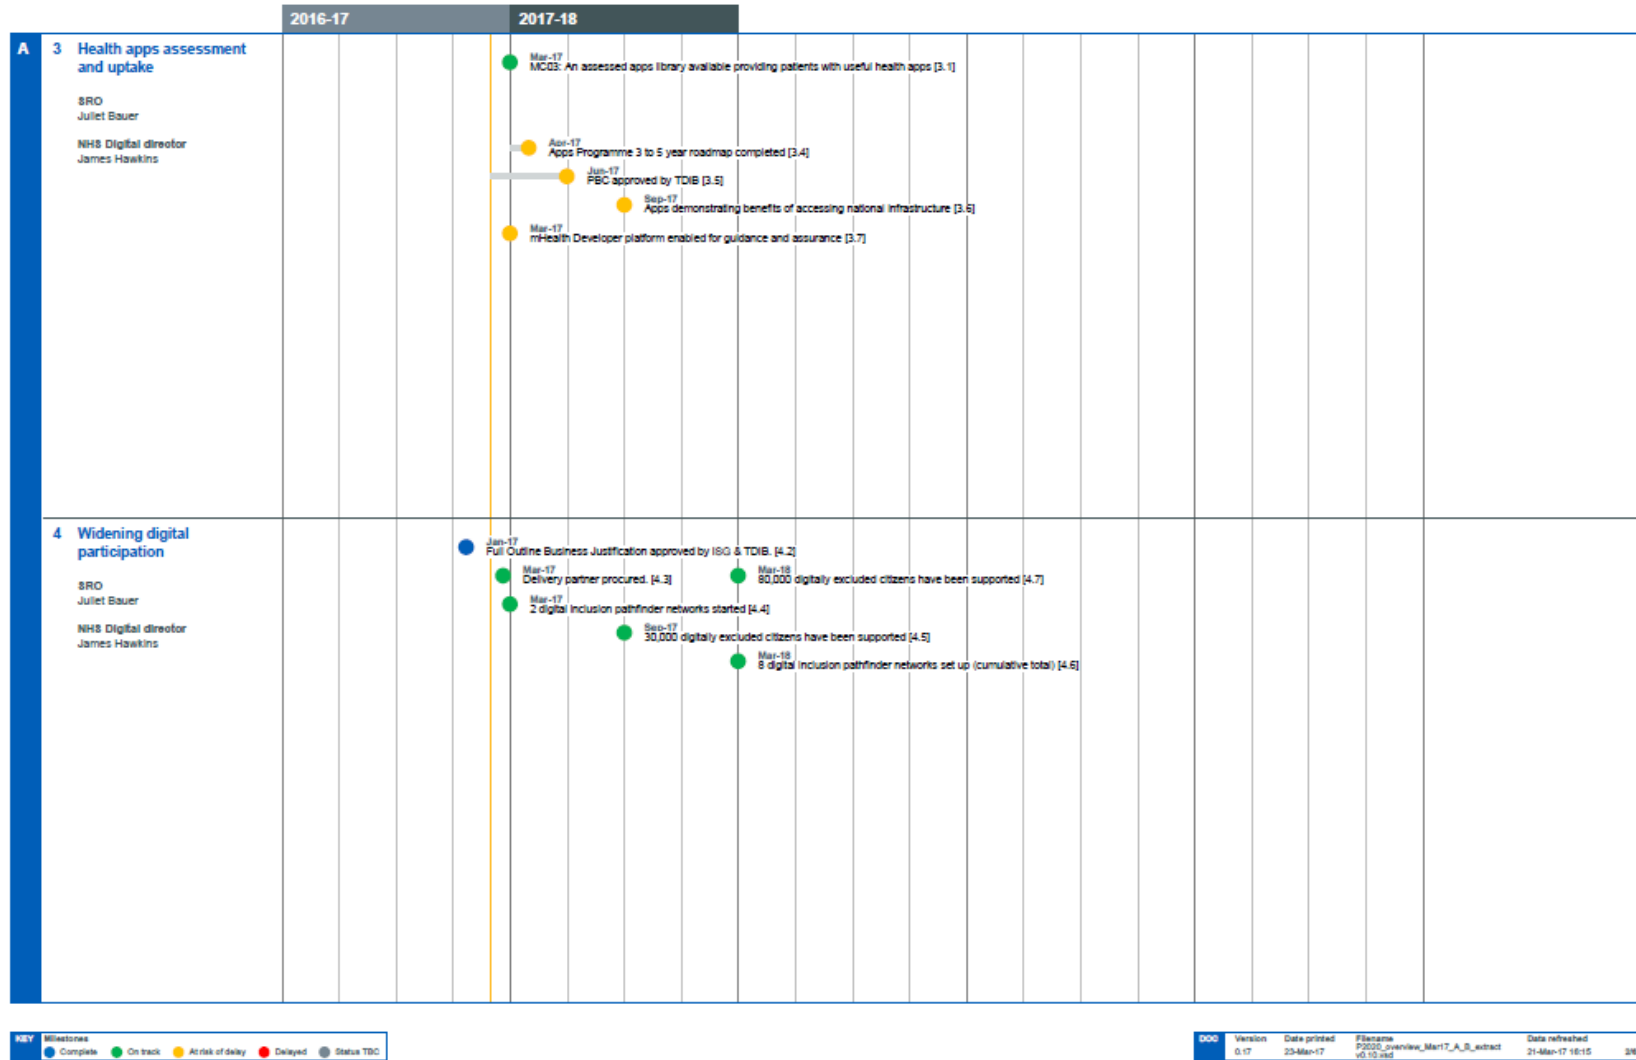 2016-17
2017-18
A
3 Health apps assessment
and uptake
SRO
Juliet Bauer
NHS Digital director
James Hawkins
Mar-17
MC03: An assessed apps library available providing patients with useful health apps [3.1]
Apr-17
Apps Programme 3 to 5 year roadmap completed [3.4]
Jun-17
PBC approved by TDIB [3.5]
Sep-17
Apps demonstrating benefits of accessing national infrastructure [3.6]
Mar-17
mHealth Developer platform enabled for guidance and assurance [3.7]
4 Widening digital
participation
SRO
Juliet Bauer
NHS Digital director
James Hawkins
Jan-17
Full Outline Business Justification approved by ISG & TDIB. [4.2]
Mar-17
Delivery partner procured. [4.3]
Mar-18
80,000 digitally excluded citizens have been supported [4.7]
Mar-17
2 digital inclusion pathfinder networks started [4.4]
Sep-17
30,000 digitally excluded citizens have been supported [4.5]
Mar-18
8 digital inclusion pathfinder networks set up (cumulative total) [4.6]
KEY
Milestones
Complete
On track
At risk of delay
Delayed
Status TBC
DOC
Version
0.17
Date printed
23-Mar-17
Filename
P2020_overview_Mar17_A_B_extract
v0.10.vsd
Data refreshed
21-Mar-17 16:15